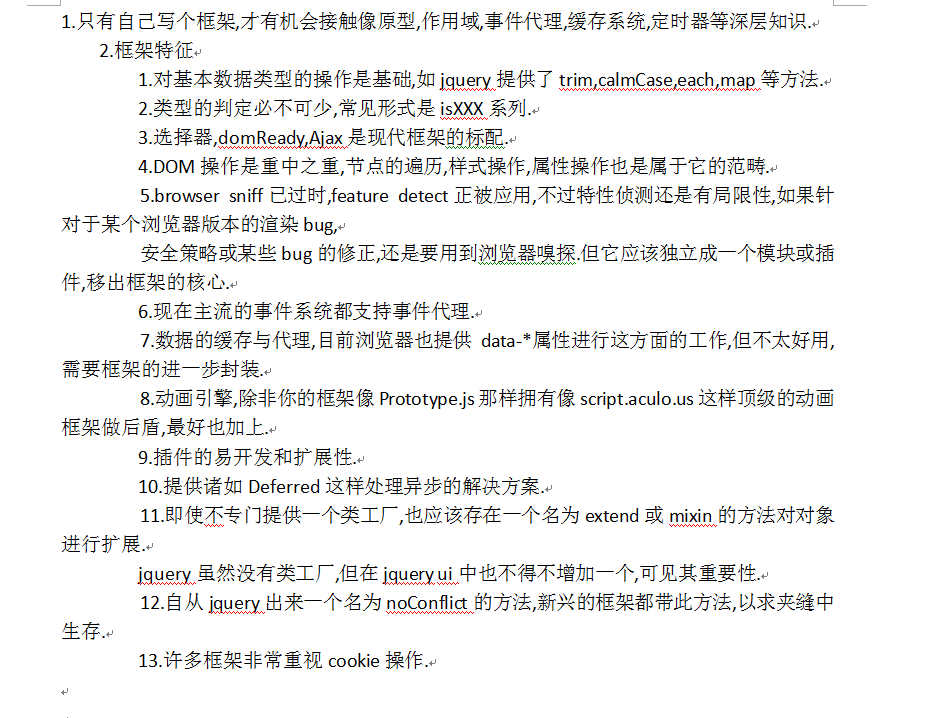 1.只有自己写个框架,才有机会接触像原型,作用域,事件代理,缓存系统,定时器等深层知识.
2.框架特征
1.对基本数据类型的操作是基础,如 jquery 提供了 trim,calmCase,each,map 等方法.
2.类型的判定必不可少,常见形式是 isXXX 系列.
3.选择器,domReady,Ajax 是现代框架的标配.
4.DOM 操作是重中之重,节点的遍历,样式操作,属性操作也是属于它的范畴.
5.browser sniff 已过时,feature detect 正被应用,不过特性侦测还是有局限性,如果针
对于某个浏览器版本的渲染 bug,
安全策略或某些 bug 的修正,还是要用到浏览器嗅探.但它应该独立成一个模块或插
件,移出框架的核心.
6.现在主流的事件系统都支持事件代理.
7.数据的缓存与代理,目前浏览器也提供 data-*属性进行这方面的工作,但不太好用,
需要框架的进一步封装.
8.动画引擎,除非你的框架像 Prototype.js 那样拥有像 script.aculo.us 这样顶级的动画
框架做后盾,最好也加上.
9.插件的易开发和扩展性.
10.提供诸如 Deferred 这样处理异步的解决方案.
11.即使不专门提供一个类工厂,也应该存在一个名为 extend 或 mixin 的方法对对象
进行扩展.
jquery 虽然没有类工厂,但在 jquery ui 中也不得不增加一个,可见其重要性.
12.自从 jquery 出来一个名为 noConflict 的方法,新兴的框架都带此方法,以求夹缝中
生存.
13.许多框架非常重视 cookie 操作.